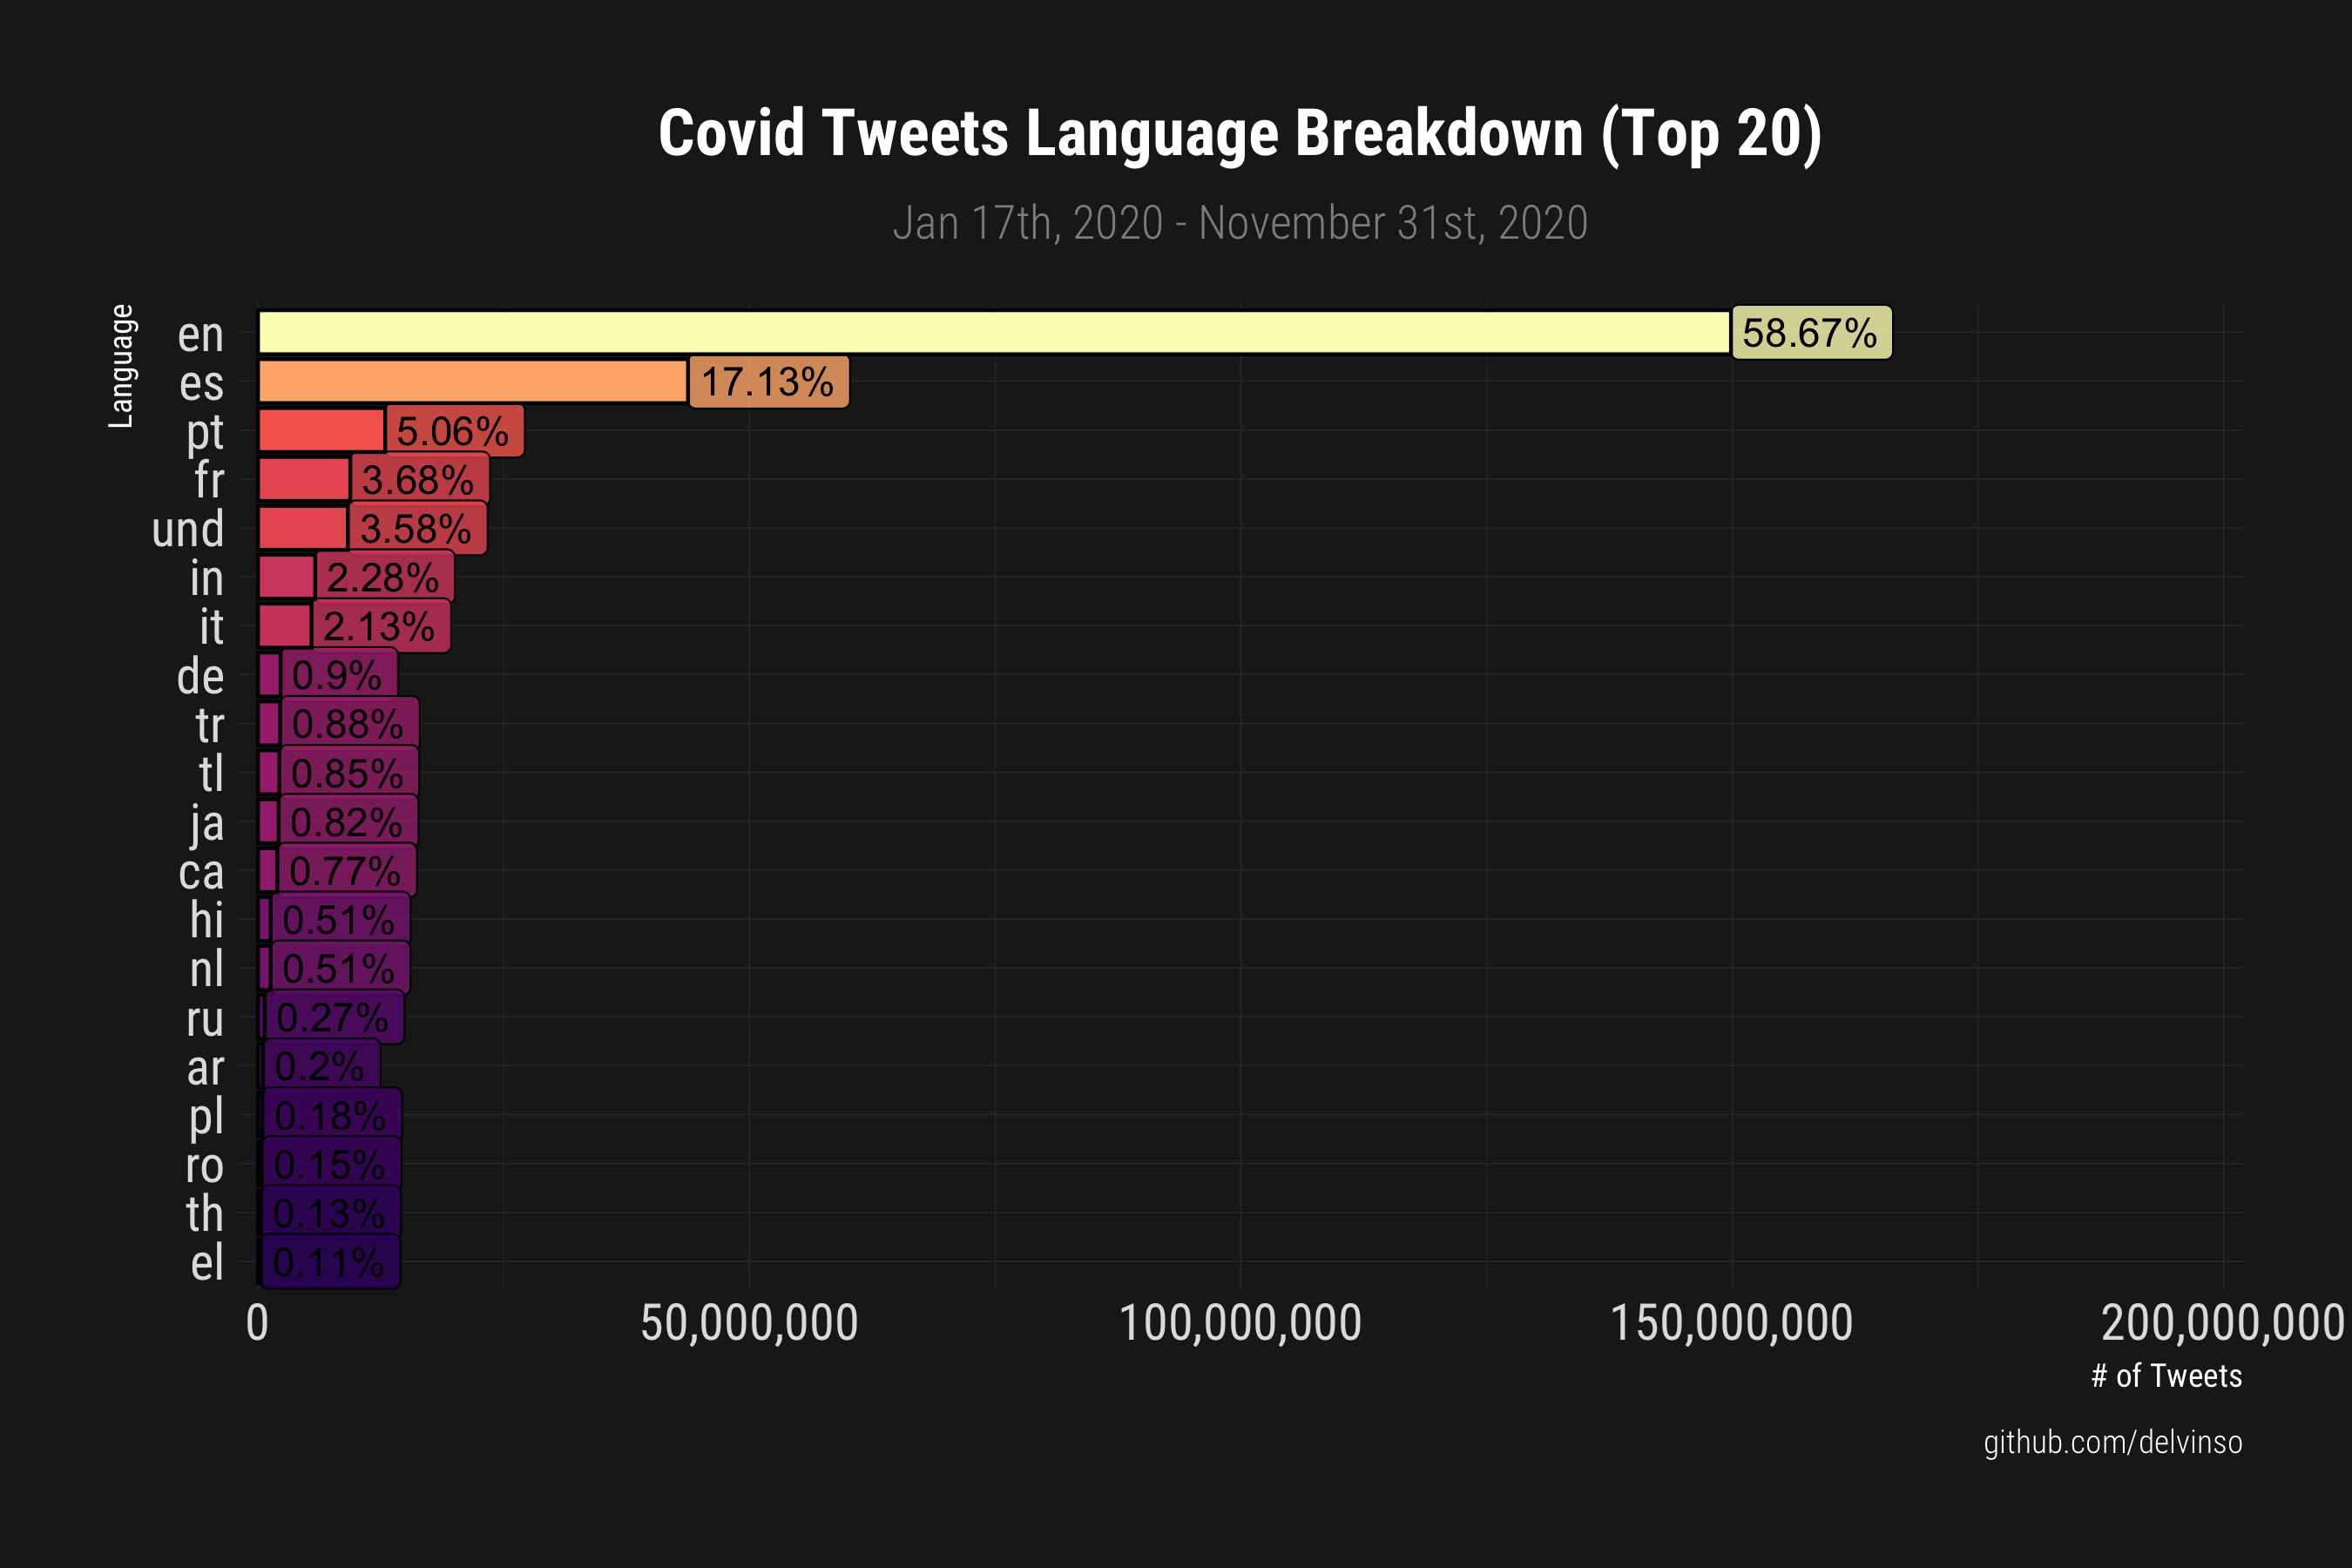 Covid Tweets Language Breakdown (Top 20)
Jan 17th, 2020 - November 31st, 2020
Language
en 58.67%
es 17.13%
pt 5.06%
fr 3.68%
und 3.58%
in 2.28%
it 2.13%
de 0.9%
tr 0.88%
tl 0.85%
ja 0.82%
ca 0.77%
hi 0.51%
nl 0.51%
ru 0.27%
ar 0.2%
pl 0.18%
ro 0.15%
th 0.13%
el 0.11%
0 50,000,000 100,000,000 150,000,000 200,000,000
# of Tweets
github.com/delvinso